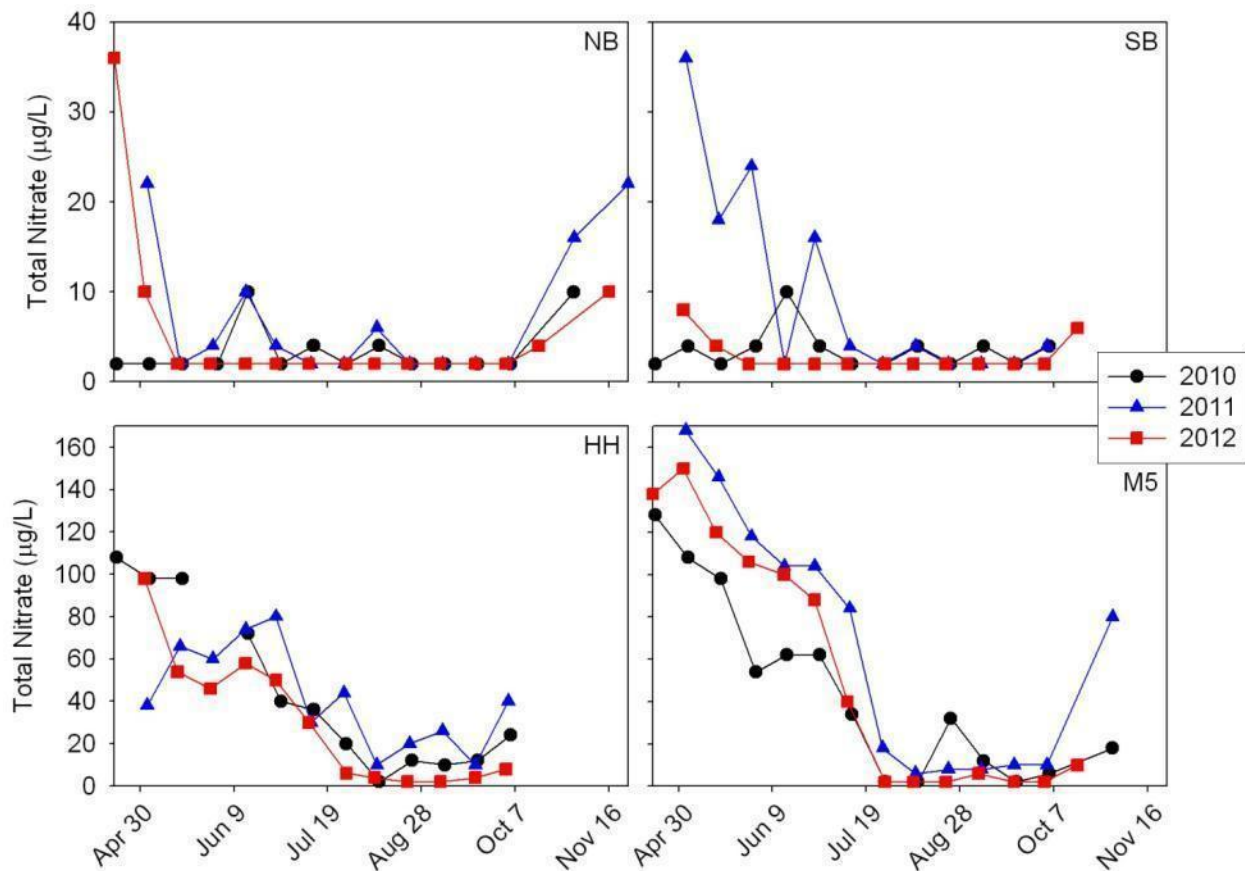 Total Nitrate (µg/L)
40
30
20
10
0
NB
SB
2010
2011
2012
Total Nitrate (µg/L)
160
140
120
100
80
60
40
20
0
HH
M5
Apr 30
Jun 9
Jul 19
Aug 28
Oct 7
Nov 16
Apr 30
Jun 9
Jul 19
Aug 28
Oct 7
Nov 16